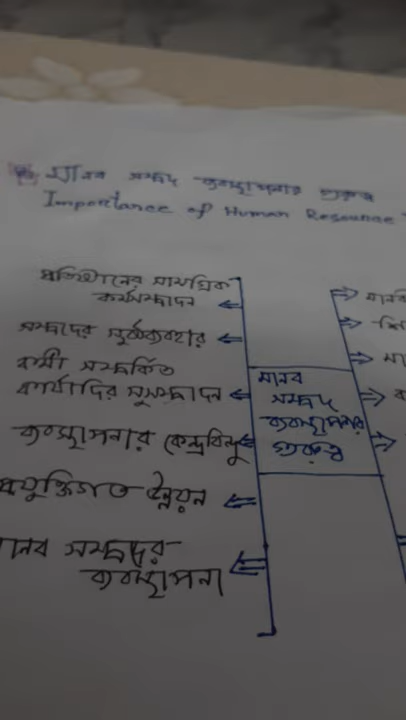 মানব সম্পদ ব্যবস্থাপনার গুরুত্ব
Importance of Human Resource
প্রতিষ্ঠানের সামগ্রিক
কার্যসম্পাদন
সম্পদের সুষ্ঠুব্যবহার
কর্মী সম্পর্কিত
কার্যাদির সুসম্পাদন
ব্যবস্থাপনার কেন্দ্রবিন্দু
প্রযুক্তিগত উন্নয়ন
মানব সম্পদের
ব্যবস্থাপনা
মানব
সম্পদ
ব্যবস্থাপনার
গুরুত্ব